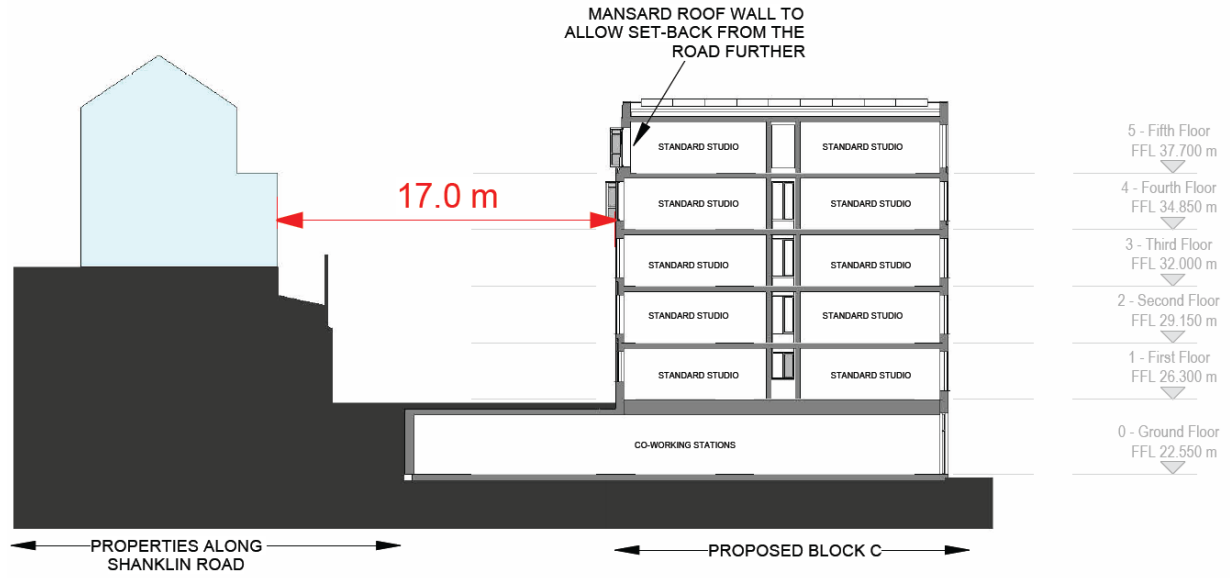 MANSARD ROOF WALL TO
ALLOW SET-BACK FROM THE
ROAD FURTHER
5 - Fifth Floor
FFL 37.700 m
STANDARD STUDIO
STANDARD STUDIO
17.0 m
4 - Fourth Floor
FFL 34.850 m
STANDARD STUDIO
STANDARD STUDIO
3 - Third Floor
FFL 32.000 m
STANDARD STUDIO
STANDARD STUDIO
2 - Second Floor
FFL 29.150 m
STANDARD STUDIO
STANDARD STUDIO
1 - First Floor
FFL 26.300 m
STANDARD STUDIO
STANDARD STUDIO
0 - Ground Floor
FFL 22.550 m
CO-WORKING STATIONS
PROPERTIES ALONG
SHANKLIN ROAD
PROPOSED BLOCK C